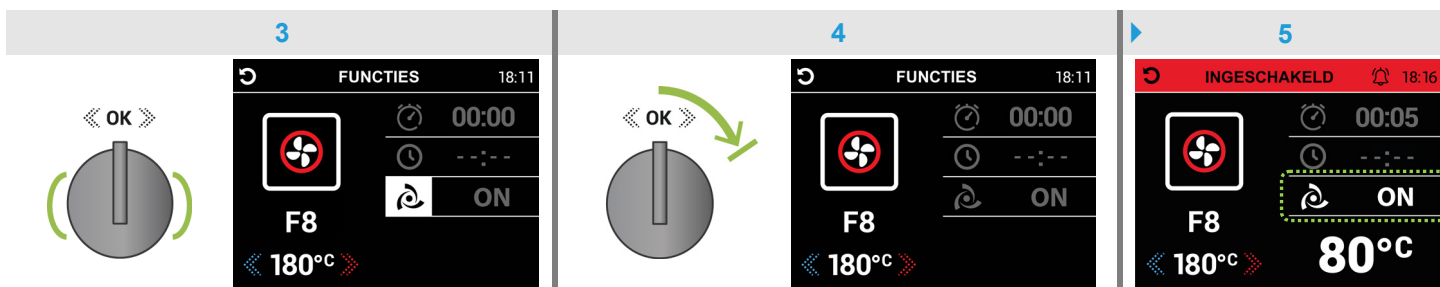 3
OK
FUNCTIES 18:11
00:00
--:--
ON
F8
180°C
4
OK
FUNCTIES 18:11
00:00
--:--
ON
F8
180°C
5
INGESCHAKELD 18:16
00:05
--:--
ON
F8
180°C
80°C